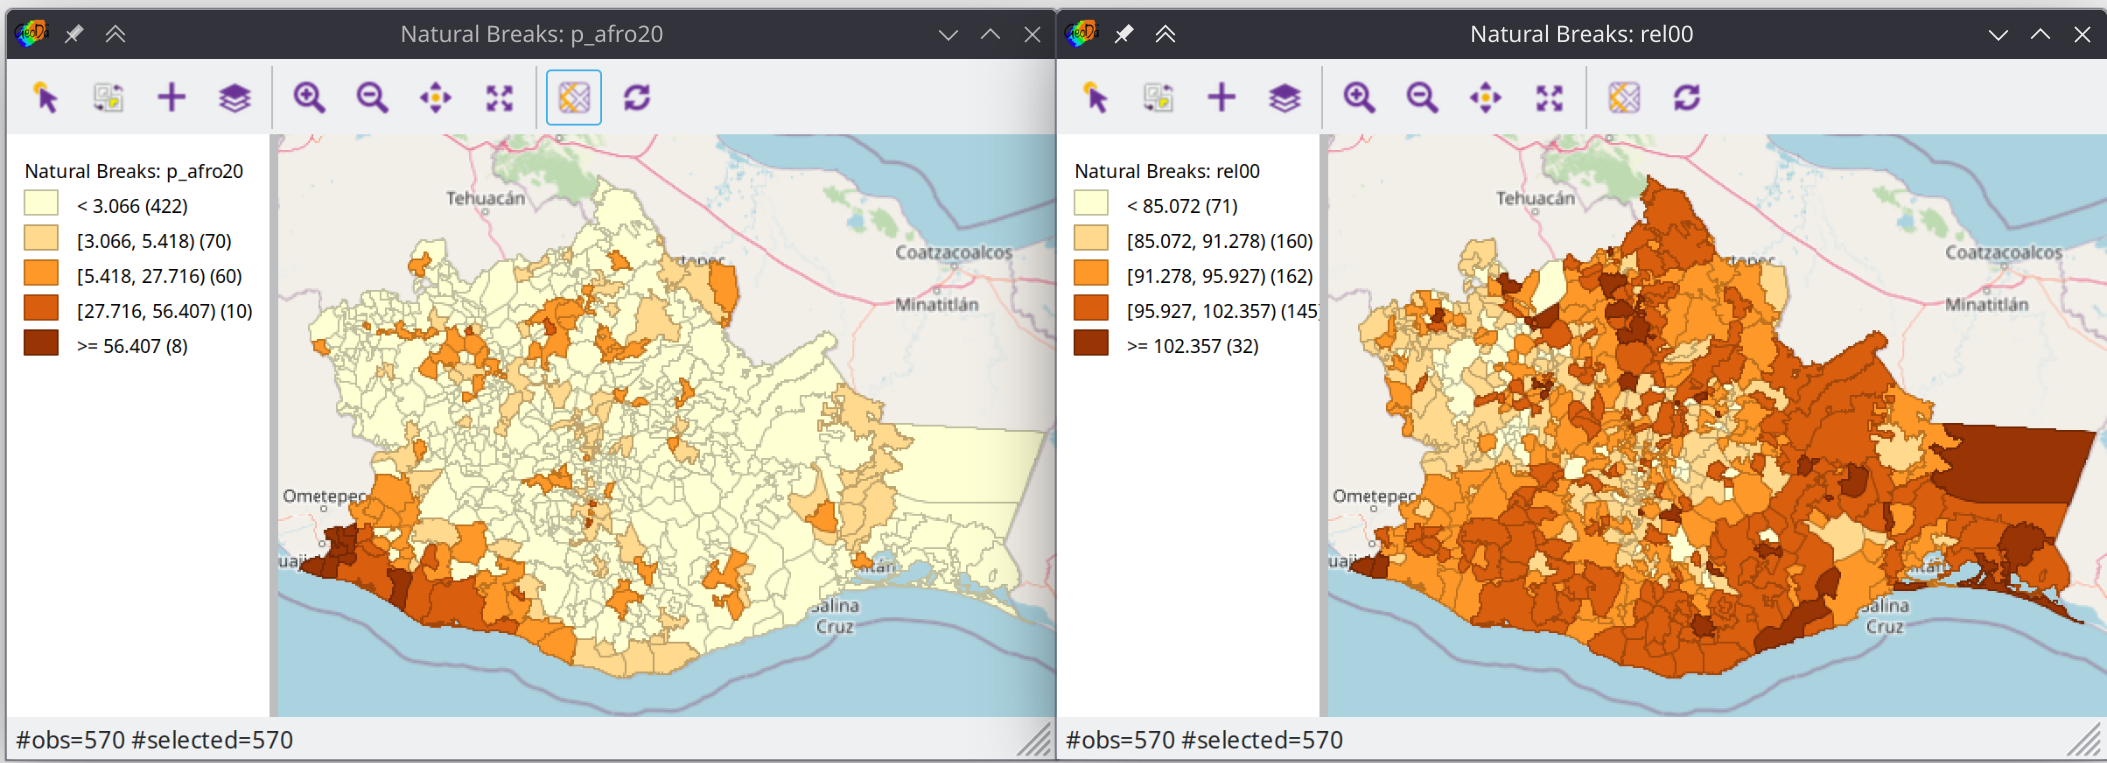 Natural Breaks: p_afro20
Natural Breaks: p_afro20
< 3.066 (422)
[3.066, 5.418) (70)
[5.418, 27.716) (60)
[27.716, 56.407) (10)
>= 56.407 (8)
Tehuacán
Coatzacoalcos
Minatitlán
Ometepec
Salina
Cruz
#obs=570 #selected=570
Natural Breaks: rel00
Natural Breaks: rel00
< 85.072 (71)
[85.072, 91.278) (160)
[91.278, 95.927) (162)
[95.927, 102.357) (145)
>= 102.357 (32)
Tehuacán
Coatzacoalcos
Minatitlán
Ometepec
Salina
Cruz
#obs=570 #selected=570